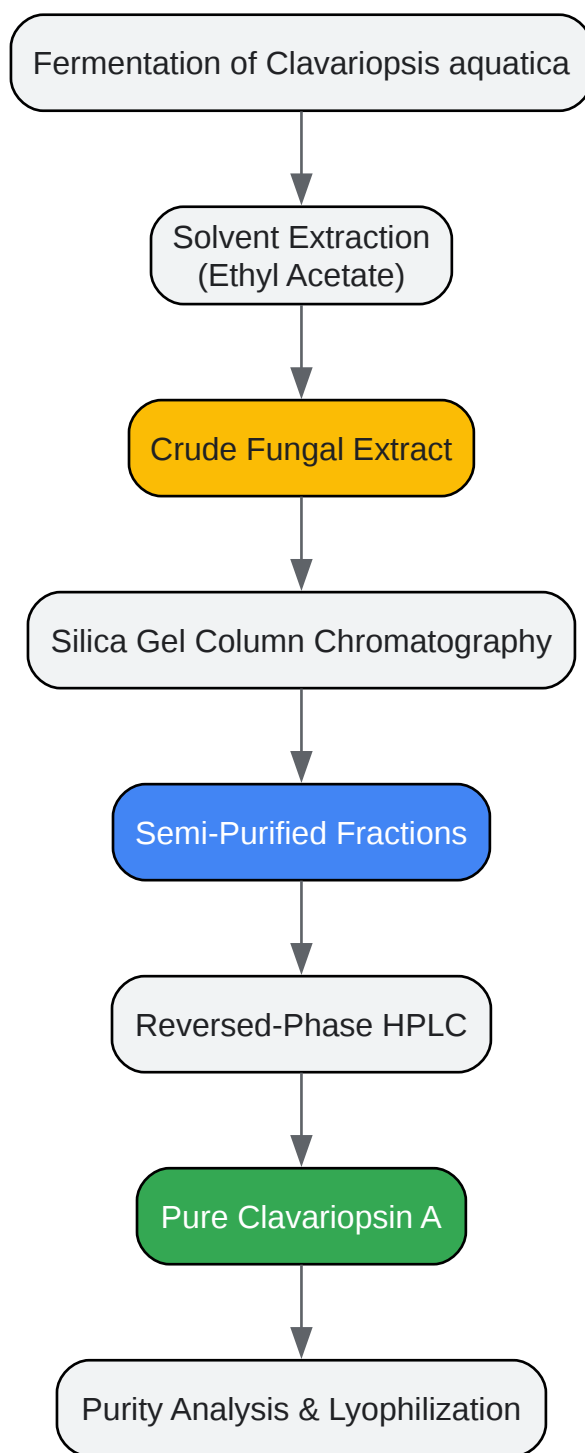 Fermentation of Clavariopsis aquatica
Solvent Extraction
(Ethyl Acetate)
Crude Fungal Extract
Silica Gel Column Chromatography
Semi-Purified Fractions
Reversed-Phase HPLC
Pure Clavariopsin A
Purity Analysis & Lyophilization